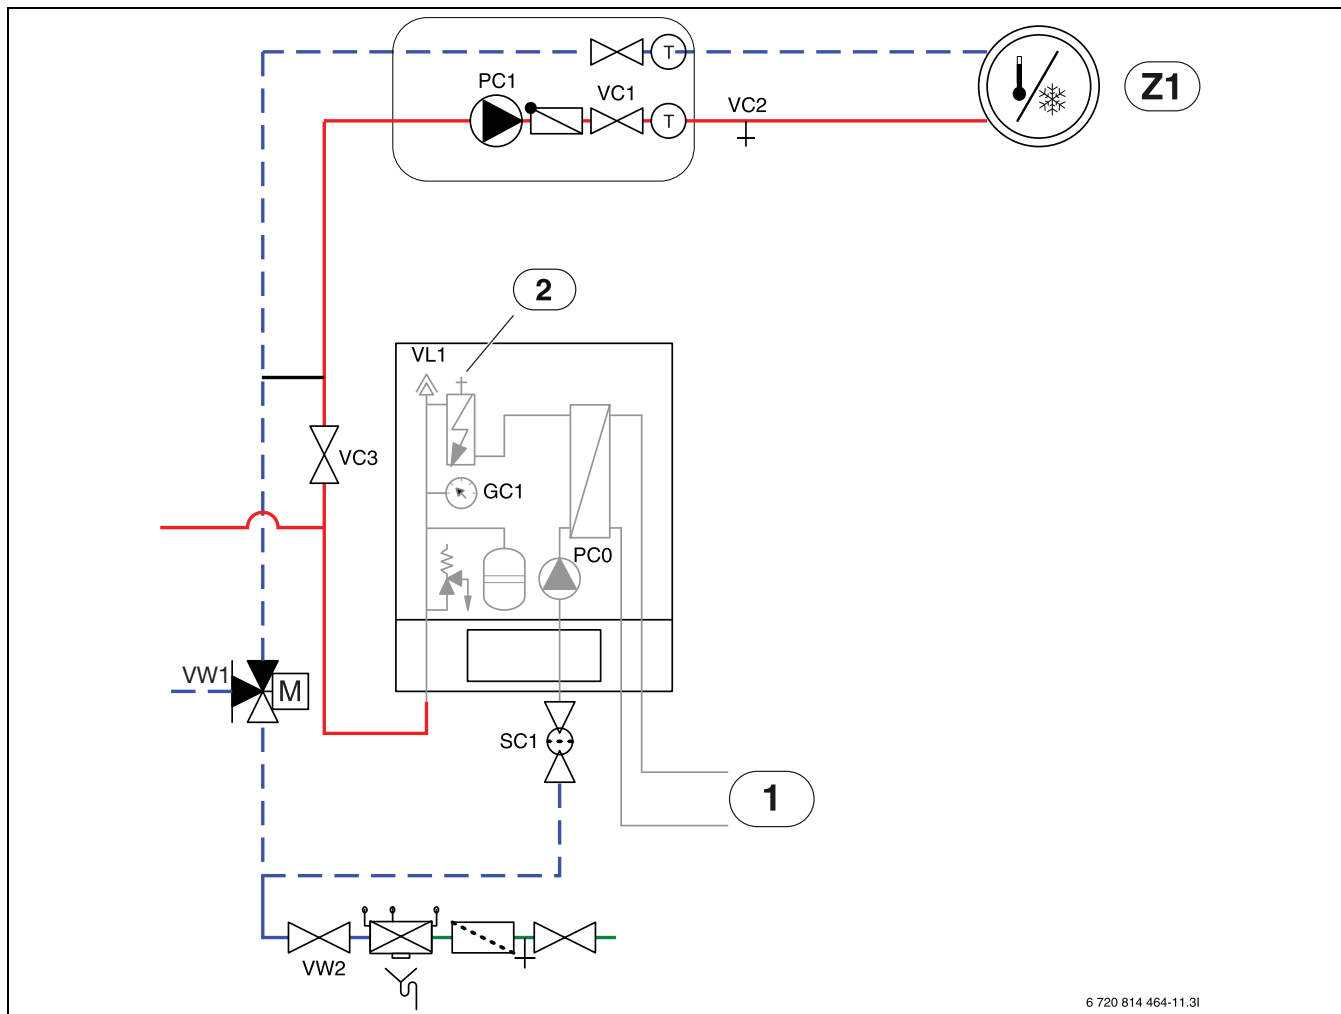 T
PC1
VC1
T
VC2
Z1
2
VL1
VC3
GC1
PC0
VW1
M
SC1
1
VW2
6 720 814 464-11.3I